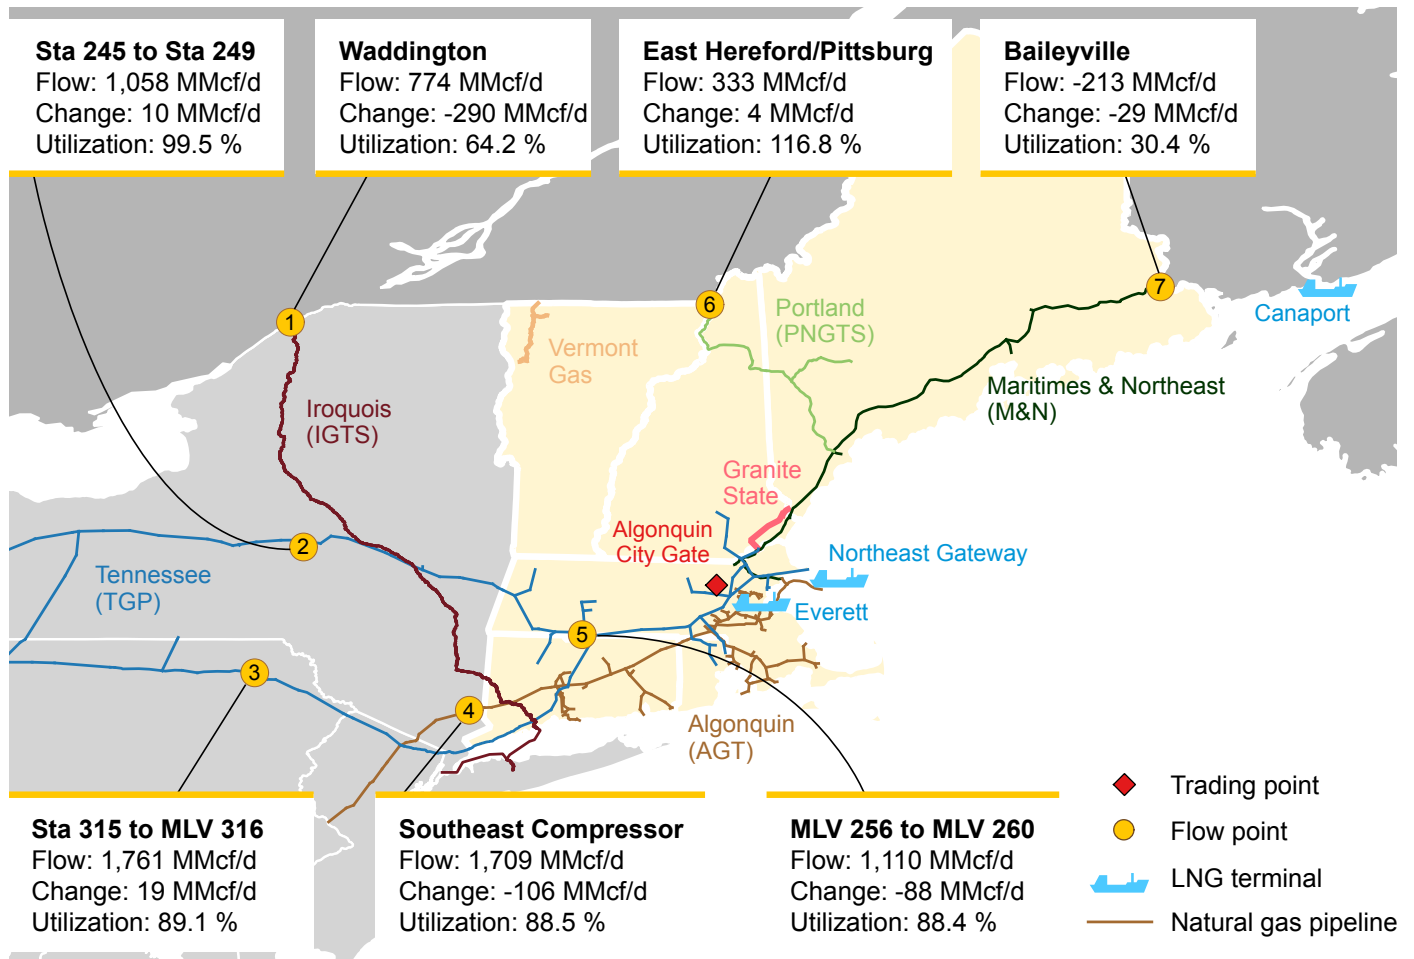 Sta 245 to Sta 249
Flow: 1,058 MMcf/d
Change: 10 MMcf/d
Utilization: 99.5 %
Waddington
Flow: 774 MMcf/d
Change: -290 MMcf/d
Utilization: 64.2 %
East Hereford/Pittsburg
Flow: 333 MMcf/d
Change: 4 MMcf/d
Utilization: 116.8 %
Baileyville
Flow: -213 MMcf/d
Change: -29 MMcf/d
Utilization: 30.4 %
1
6
7
Canaport
Portland
(PNGTS)
Vermont
Gas
Maritimes & Northeast
(M&N)
Iroquois
(IGTS)
Granite
State
Algonquin
City Gate
2
Northeast Gateway
Tennessee
(TGP)
Everett
5
3
4
Algonquin
(AGT)
Sta 315 to MLV 316
Flow: 1,761 MMcf/d
Change: 19 MMcf/d
Utilization: 89.1 %
Southeast Compressor
Flow: 1,709 MMcf/d
Change: -106 MMcf/d
Utilization: 88.5 %
MLV 256 to MLV 260
Flow: 1,110 MMcf/d
Change: -88 MMcf/d
Utilization: 88.4 %
Trading point
Flow point
LNG terminal
Natural gas pipeline